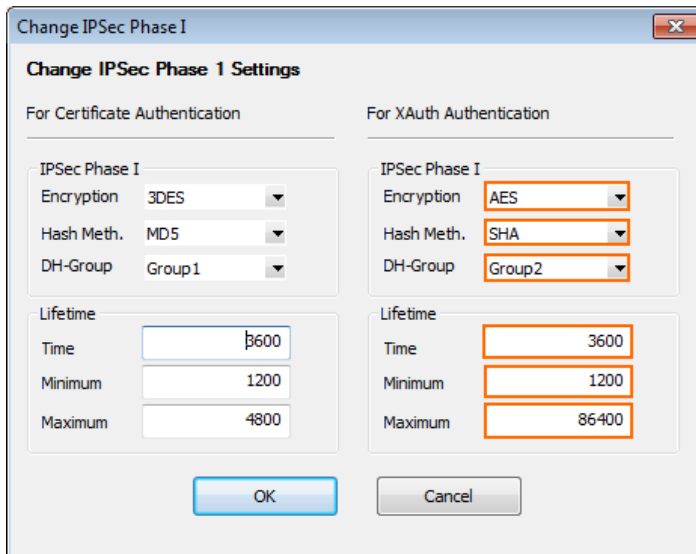 Change IPSec Phase I
Change IPSec Phase 1 Settings
For Certificate Authentication
IPSec Phase I
Encryption 3DES
Hash Meth. MD5
DH-Group Group1
Lifetime
Time 3600
Minimum 1200
Maximum 4800
For XAuth Authentication
IPSec Phase I
Encryption AES
Hash Meth. SHA
DH-Group Group2
Lifetime
Time 3600
Minimum 1200
Maximum 86400
OK
Cancel